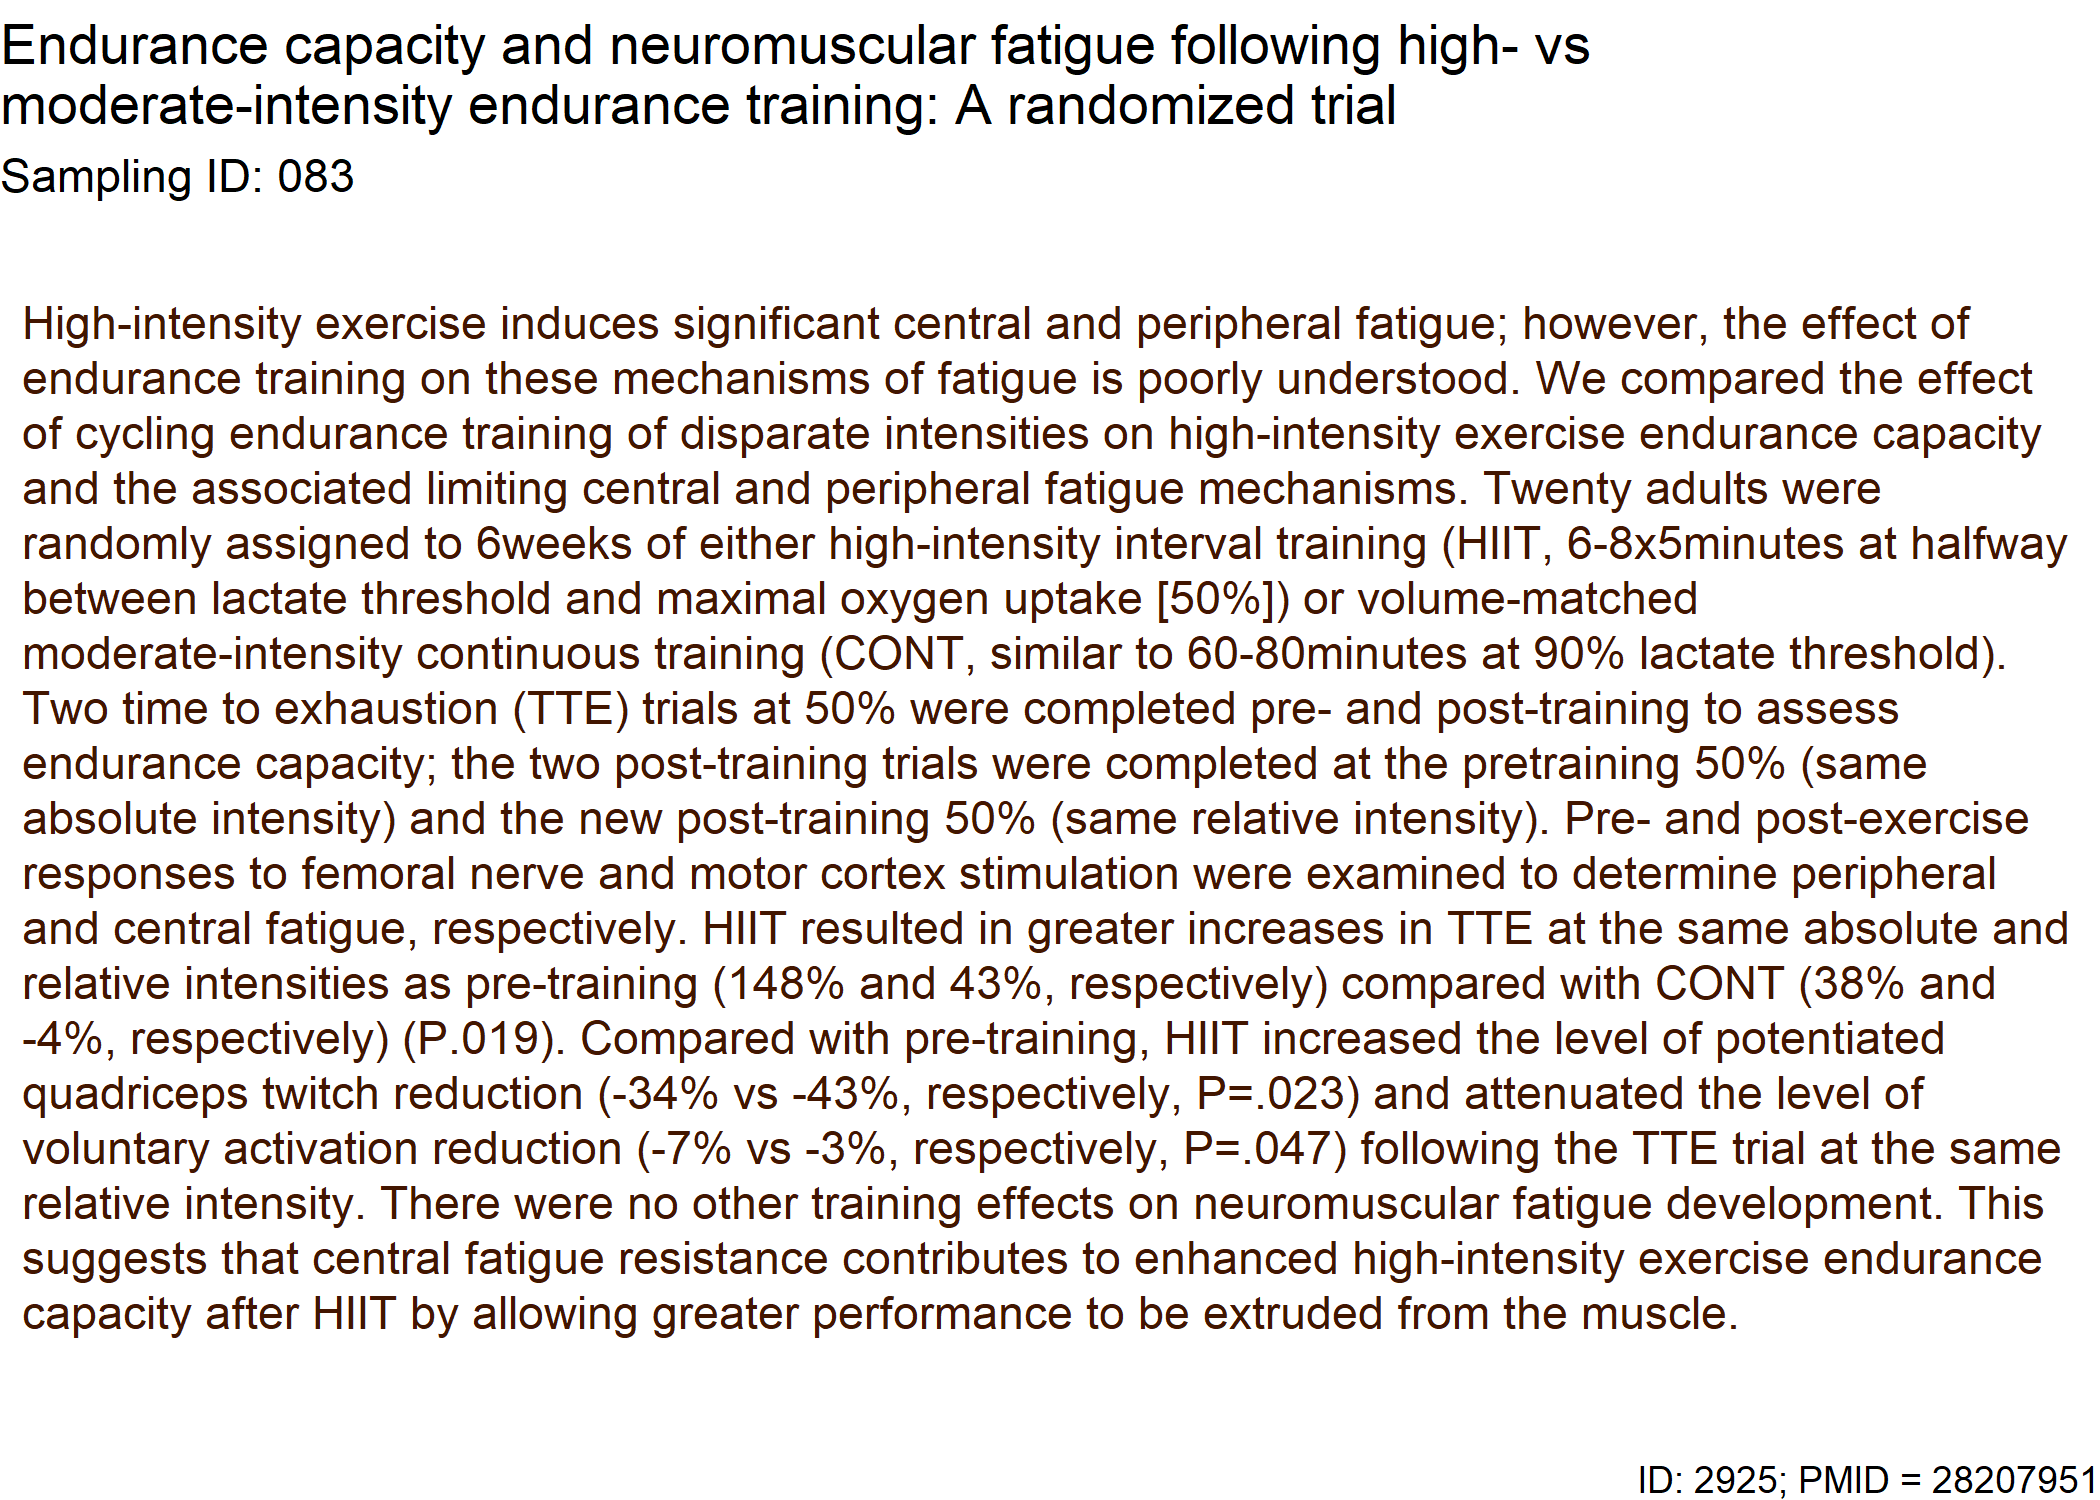 Endurance capacity and neuromuscular fatigue following high- vs
moderate-intensity endurance training: A randomized trial
Sampling ID: 083
High-intensity exercise induces significant central and peripheral fatigue; however, the effect of
endurance training on these mechanisms of fatigue is poorly understood. We compared the effect
of cycling endurance training of disparate intensities on high-intensity exercise endurance capacity
and the associated limiting central and peripheral fatigue mechanisms. Twenty adults were
randomly assigned to 6weeks of either high-intensity interval training (HIIT, 6-8x5minutes at halfway
between lactate threshold and maximal oxygen uptake [50%]) or volume-matched
moderate-intensity continuous training (CONT, similar to 60-80minutes at 90% lactate threshold).
Two time to exhaustion (TTE) trials at 50% were completed pre- and post-training to assess
endurance capacity; the two post-training trials were completed at the pretraining 50% (same
absolute intensity) and the new post-training 50% (same relative intensity). Pre- and post-exercise
responses to femoral nerve and motor cortex stimulation were examined to determine peripheral
and central fatigue, respectively. HIIT resulted in greater increases in TTE at the same absolute and
relative intensities as pre-training (148% and 43%, respectively) compared with CONT (38% and
-4%, respectively) (P.019). Compared with pre-training, HIIT increased the level of potentiated
quadriceps twitch reduction (-34% vs -43%, respectively, P=.023) and attenuated the level of
voluntary activation reduction (-7% vs -3%, respectively, P=.047) following the TTE trial at the same
relative intensity. There were no other training effects on neuromuscular fatigue development. This
suggests that central fatigue resistance contributes to enhanced high-intensity exercise endurance
capacity after HIIT by allowing greater performance to be extruded from the muscle.
ID: 2925; PMID = 28207951